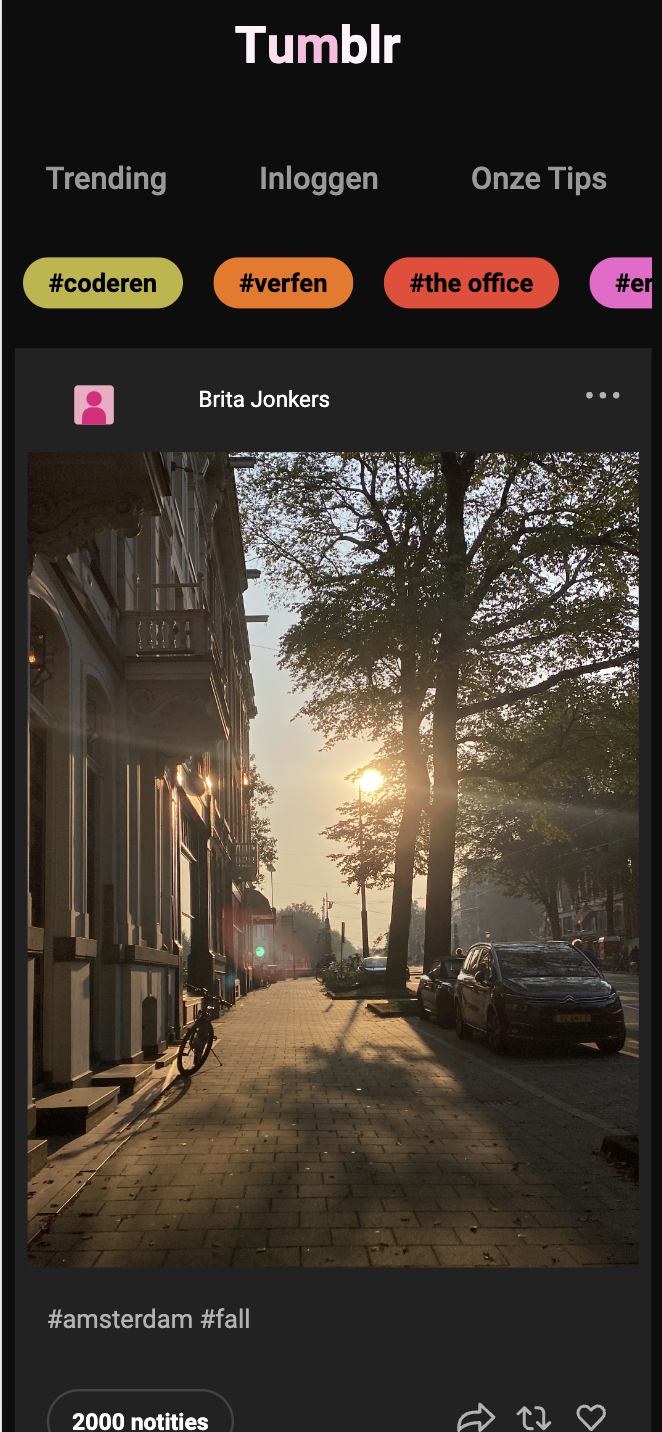 Tumblr
Trending Inloggen Onze Tips
#coderen #verfen #the office #er
Brita Jonkers
#amsterdam #fall
2000 notities